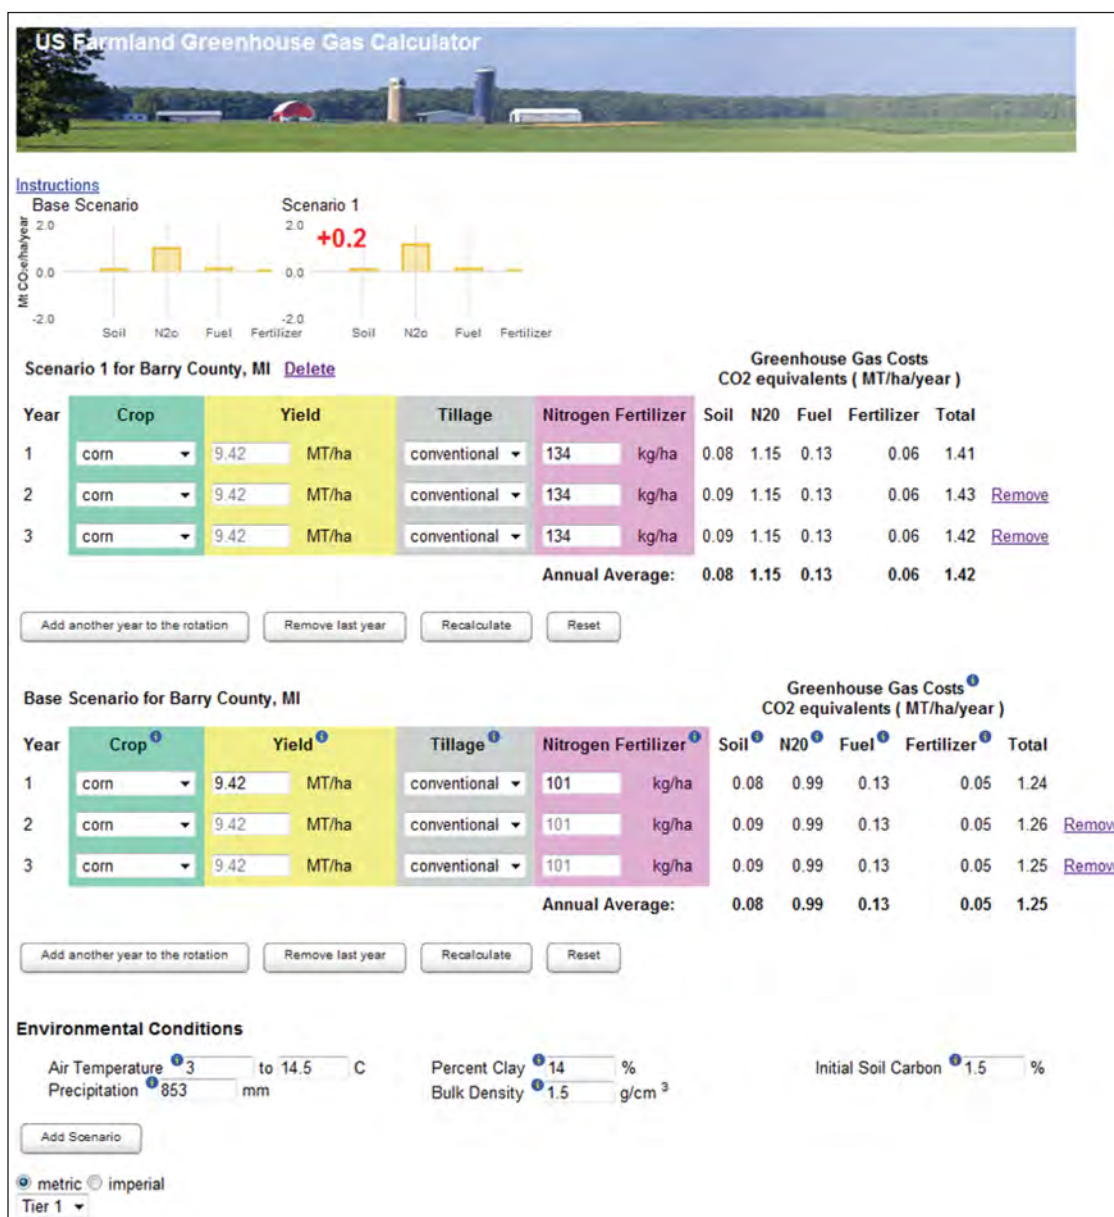 US Farmland Greenhouse Gas Calculator
Instructions
Base Scenario
Scenario 1
Mt CO₂e/ha/year
2.0
0.0
-2.0
Soil N2o Fuel Fertilizer
2.0
+0.2
0.0
-2.0
Soil N2o Fuel Fertilizer
Scenario 1 for Barry County, MI Delete
Greenhouse Gas Costs
CO2 equivalents ( MT/ha/year )
Year Crop Yield Tillage Nitrogen Fertilizer Soil N20 Fuel Fertilizer Total
1 corn 9.42 MT/ha conventional 134 kg/ha 0.08 1.15 0.13 0.06 1.41
2 corn 9.42 MT/ha conventional 134 kg/ha 0.09 1.15 0.13 0.06 1.43 Remove
3 corn 9.42 MT/ha conventional 134 kg/ha 0.09 1.15 0.13 0.06 1.42 Remove
Annual Average: 0.08 1.15 0.13 0.06 1.42
Add another year to the rotation Remove last year Recalculate Reset
Base Scenario for Barry County, MI
Greenhouse Gas Costs
CO2 equivalents ( MT/ha/year )
Year Crop Yield Tillage Nitrogen Fertilizer Soil N20 Fuel Fertilizer Total
1 corn 9.42 MT/ha conventional 101 kg/ha 0.08 0.99 0.13 0.05 1.24
2 corn 9.42 MT/ha conventional 101 kg/ha 0.09 0.99 0.13 0.05 1.26 Remov
3 corn 9.42 MT/ha conventional 101 kg/ha 0.09 0.99 0.13 0.05 1.25 Remov
Annual Average: 0.08 0.99 0.13 0.05 1.25
Add another year to the rotation Remove last year Recalculate Reset
Environmental Conditions
Air Temperature 3 to 14.5 C Percent Clay 14 % Initial Soil Carbon 1.5 %
Precipitation 853 mm Bulk Density 1.5 g/cm 3
Add Scenario
metric imperial
Tier 1